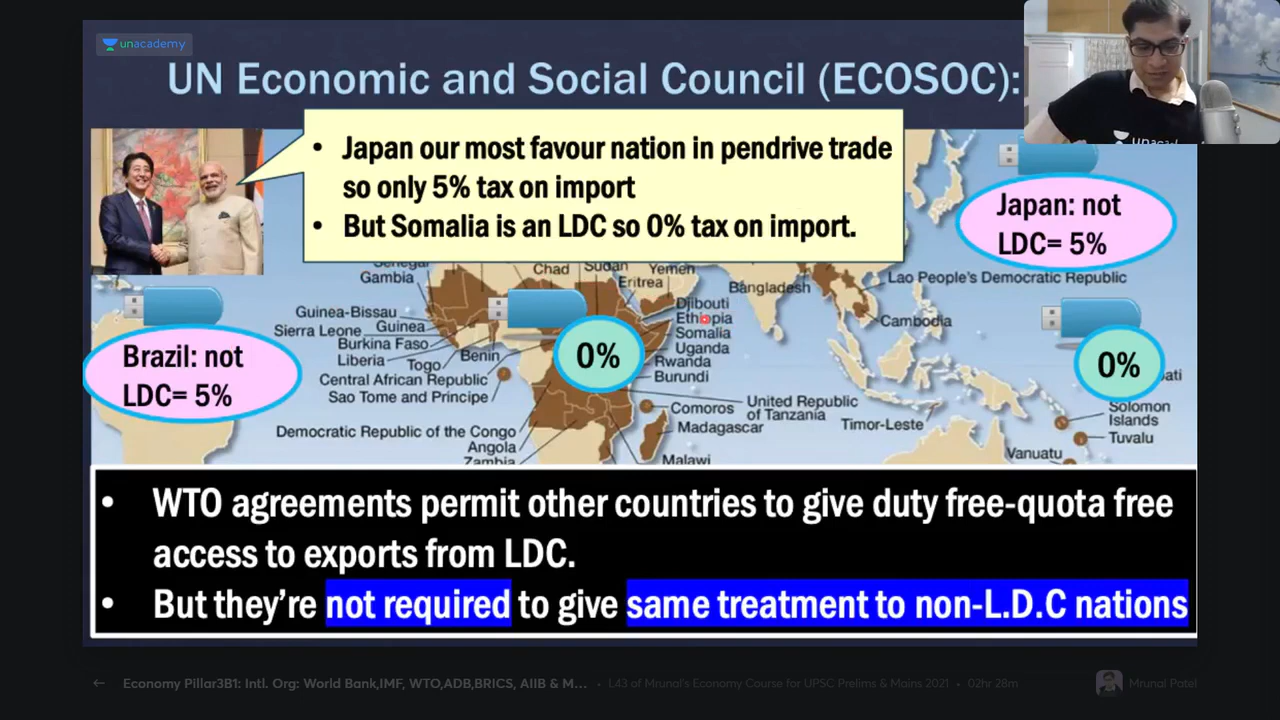 unacademy
UN Economic and Social Council (ECOSOC):
• Japan our most favour nation in pendrive trade
so only 5% tax on import
• But Somalia is an LDC so 0% tax on import.
Japan: not
LDC= 5%
Senegal
Gambia
Chad
Sudan
Yemen
Eritrea
Bangladesh
Lao People's Democratic Republic
Guinea-Bissau
Guinea
Sierra Leone
Burkina Faso
Liberia
Togo
Benin
Central African Republic
Sao Tome and Principe
Djibouti
Ethiopia
Somalia
Uganda
Rwanda
Burundi
Cambodia
Brazil: not
LDC= 5%
0%
0%
Democratic Republic of the Congo
Angola
Zambia
Comoros
Madagascar
Malawi
United Republic
of Tanzania
Timor-Leste
Solomon
Islands
Tuvalu
Vanuatu
• WTO agreements permit other countries to give duty free-quota free
access to exports from LDC.
• But they're not required to give same treatment to non-L.D.C nations
← Economy Pillar3B1: Intl. Org: World Bank,IMF, WTO,ADB,BRICS, AIIB & M... • L43 of Mrunal's Economy Course for UPSC Prelims & Mains 2021 • 02hr 28m
Mrunal Patel